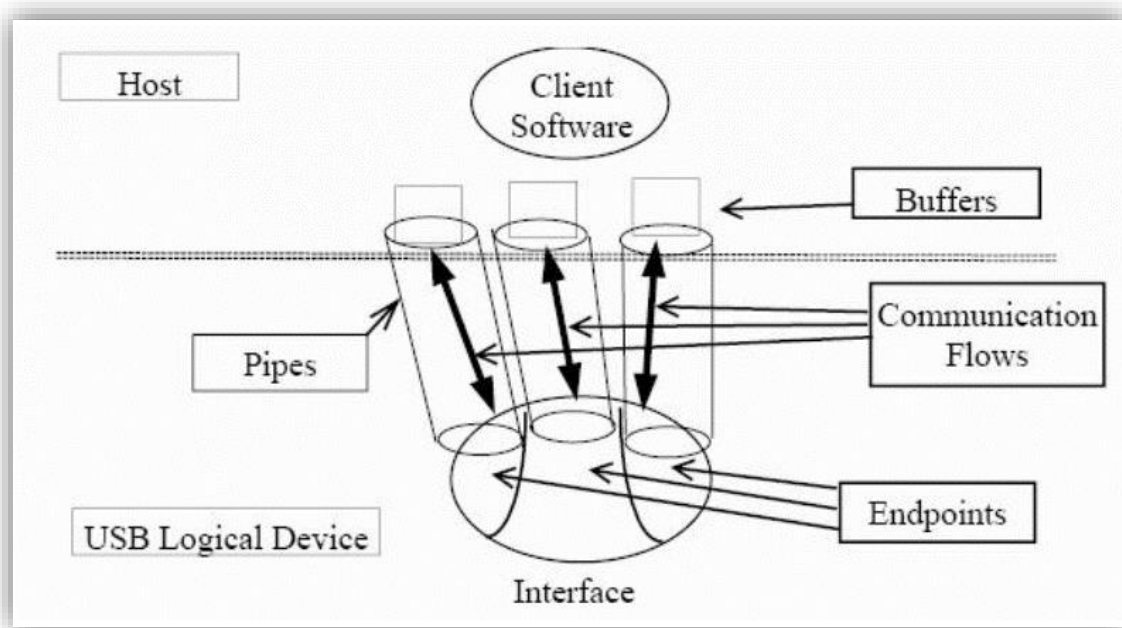 Host
Client
Software
Buffers
Communication
Flows
Pipes
Endpoints
USB Logical Device
Interface